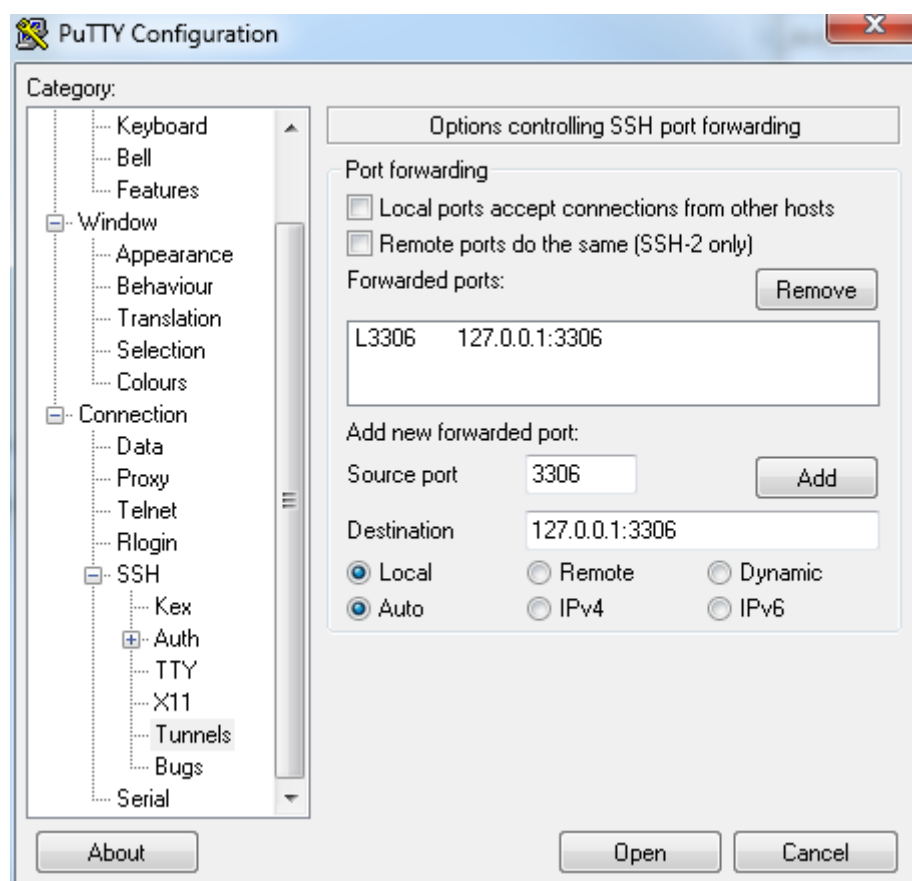 PuTTY Configuration
Category:
Keyboard
Bell
Features
Window
Appearance
Behaviour
Translation
Selection
Colours
Connection
Data
Proxy
Telnet
Rlogin
SSH
Kex
Auth
TTY
X11
Tunnels
Bugs
Serial
Options controlling SSH port forwarding
Port forwarding
Local ports accept connections from other hosts
Remote ports do the same (SSH-2 only)
Forwarded ports:
Remove
L3306 127.0.0.1:3306
Add new forwarded port:
Source port 3306 Add
Destination 127.0.0.1:3306
Local Remote Dynamic
Auto IPv4 IPv6
About Open Cancel